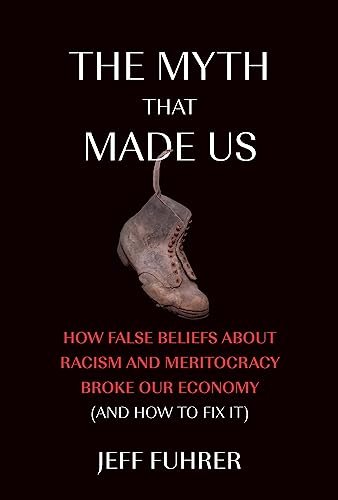 THE MYTH
THAT
MADE US
HOW FALSE BELIEFS ABOUT
RACISM AND MERITOCRACY
BROKE OUR ECONOMY
(AND HOW TO FIX IT)
JEFF FUHRER